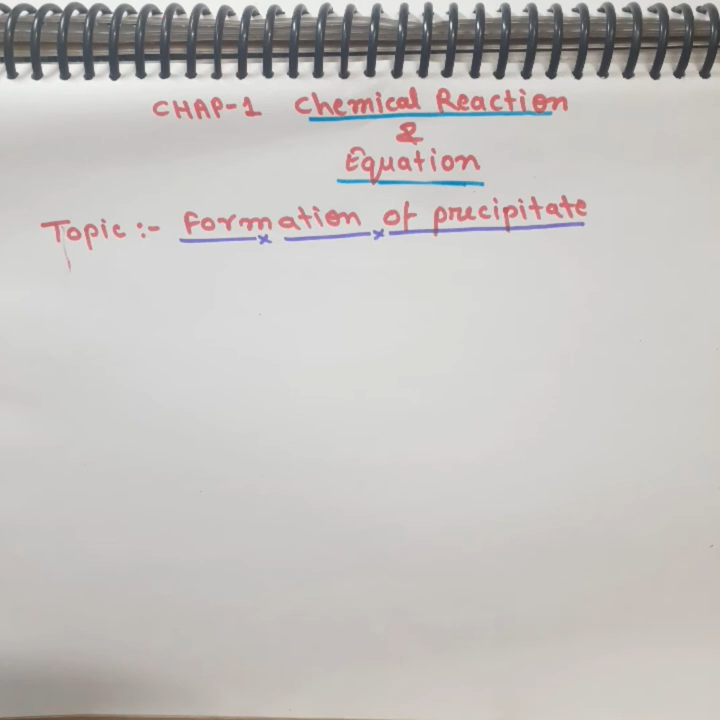 CHAP-1 Chemical Reaction
&
Equation
Topic :- Formation of precipitate